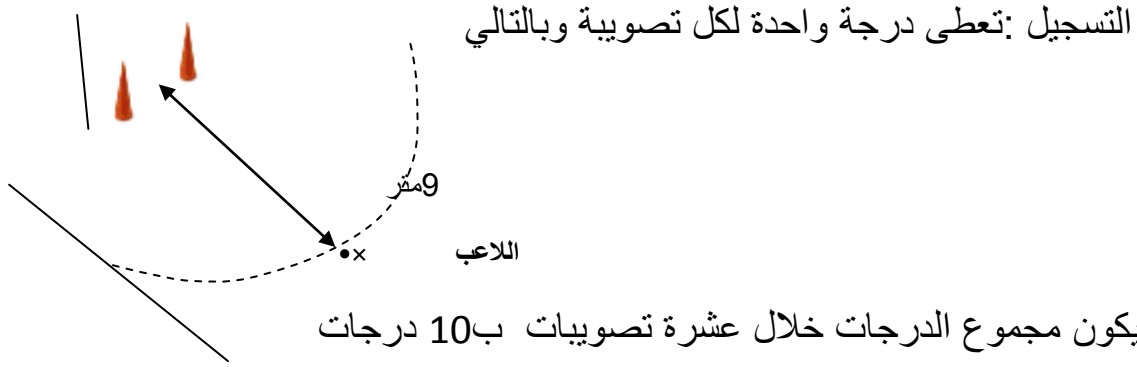 التسجيل :تعطى درجة واحدة لكل تصويبة وبالتالي
9متر
×• اللاعب
يكون مجموع الدرجات خلال عشرة تصويبات ب10 درجات